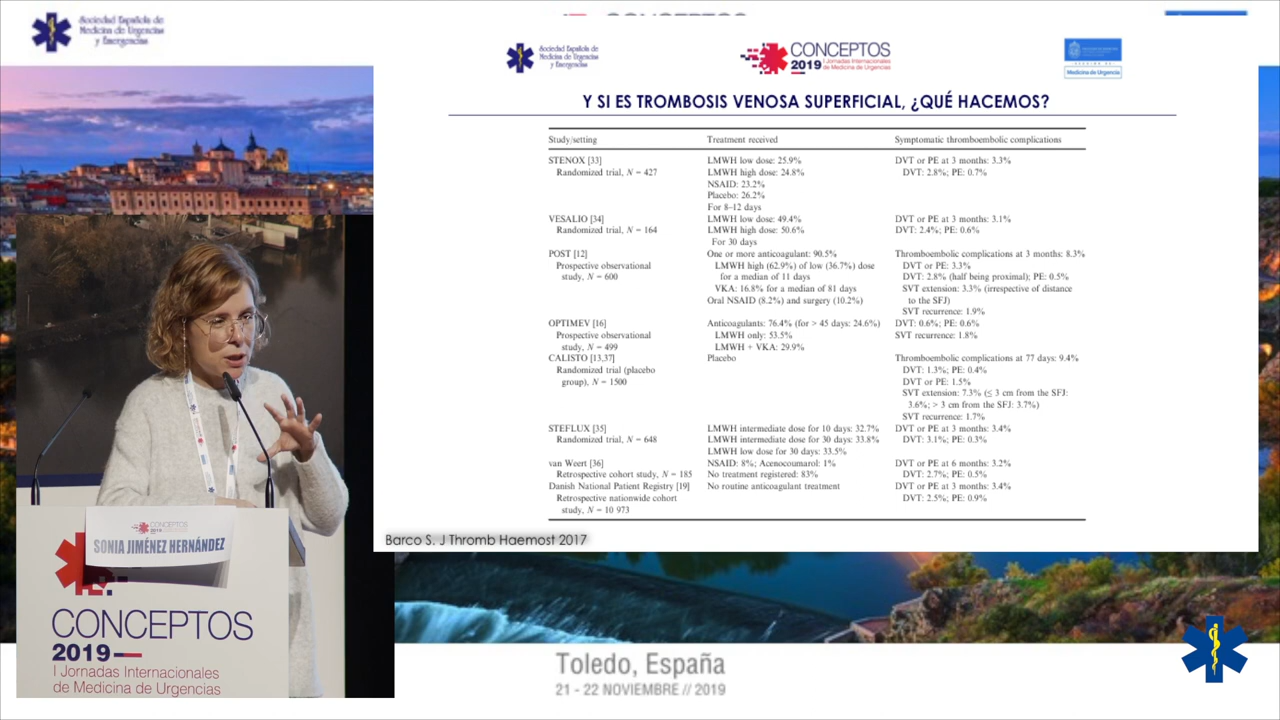 Sociedad Española de
Medicina de Urgencias
y Emergencias
Sociedad Española de
Medicina de Urgencias
y Emergencias
CONCEPTOS
2019 I Jornadas Internacionales
de Medicina de Urgencias
Medicina de Urgencia
Y SI ES TROMBOSIS VENOSA SUPERFICIAL, ¿QUÉ HACEMOS?
Study/setting Treatment received Symptomatic thromboembolic complications
STENOX [33] LMWH low dose: 25.9% DVT or PE at 3 months: 3.3%
Randomized trial, N = 427 LMWH high dose: 24.8% DVT: 2.8%; PE: 0.7%
NSAID: 23.2%
Placebo: 26.2%
For 8–12 days
VESALIO [34] LMWH low dose: 49.4% DVT or PE at 3 months: 3.1%
Randomized trial, N = 164 LMWH high dose: 50.6% DVT: 2.4%; PE: 0.6%
For 30 days
POST [12] One or more anticoagulant: 90.5% Thromboembolic complications at 3 months: 8.3%
Prospective observational LMWH high (62.9%) of low (36.7%) dose DVT or PE: 3.3%
study, N = 600 for a median of 11 days DVT: 2.8% (half being proximal); PE: 0.5%
VKA: 16.8% for a median of 81 days SVT extension: 3.3% (irrespective of distance
Oral NSAID (8.2%) and surgery (10.2%) to the SFJ)
SVT recurrence: 1.9%
OPTIMEV [16] Anticoagulants: 76.4% (for > 45 days: 24.6%) DVT: 0.6%; PE: 0.6%
Prospective observational LMWH only: 53.5% SVT recurrence: 1.8%
study, N = 499 LMWH + VKA: 29.9%
CALISTO [13,37] Placebo Thromboembolic complications at 77 days: 9.4%
Randomized trial (placebo DVT: 1.3%; PE: 0.4%
group), N = 1500 DVT or PE: 1.5%
SVT extension: 7.3% (≤ 3 cm from the SFJ:
3.6%; > 3 cm from the SFJ: 3.7%)
SVT recurrence: 1.7%
STEFLUX [35] LMWH intermediate dose for 10 days: 32.7% DVT or PE at 3 months: 3.4%
Randomized trial, N = 648 LMWH intermediate dose for 30 days: 33.8% DVT: 3.1%; PE: 0.3%
LMWH low dose for 30 days: 33.5%
van Weert [36] NSAID: 8%; Acenocoumarol: 1% DVT or PE at 6 months: 3.2%
Retrospective cohort study, N = 185 No treatment registered: 83% DVT: 2.7%; PE: 0.5%
Danish National Patient Registry [19] No routine anticoagulant treatment DVT or PE at 3 months: 3.4%
Retrospective nationwide cohort DVT: 2.5%; PE: 0.9%
study, N = 10 973
Barco S. J Thromb Haemost 2017
CONCEPTOS
2019
SONIA JIMÉNEZ HERNÁNDEZ
CONCEPTOS
2019
I Jornadas Internacionales
de Medicina de Urgencias
Toledo, España
21 - 22 NOVIEMBRE // 2019